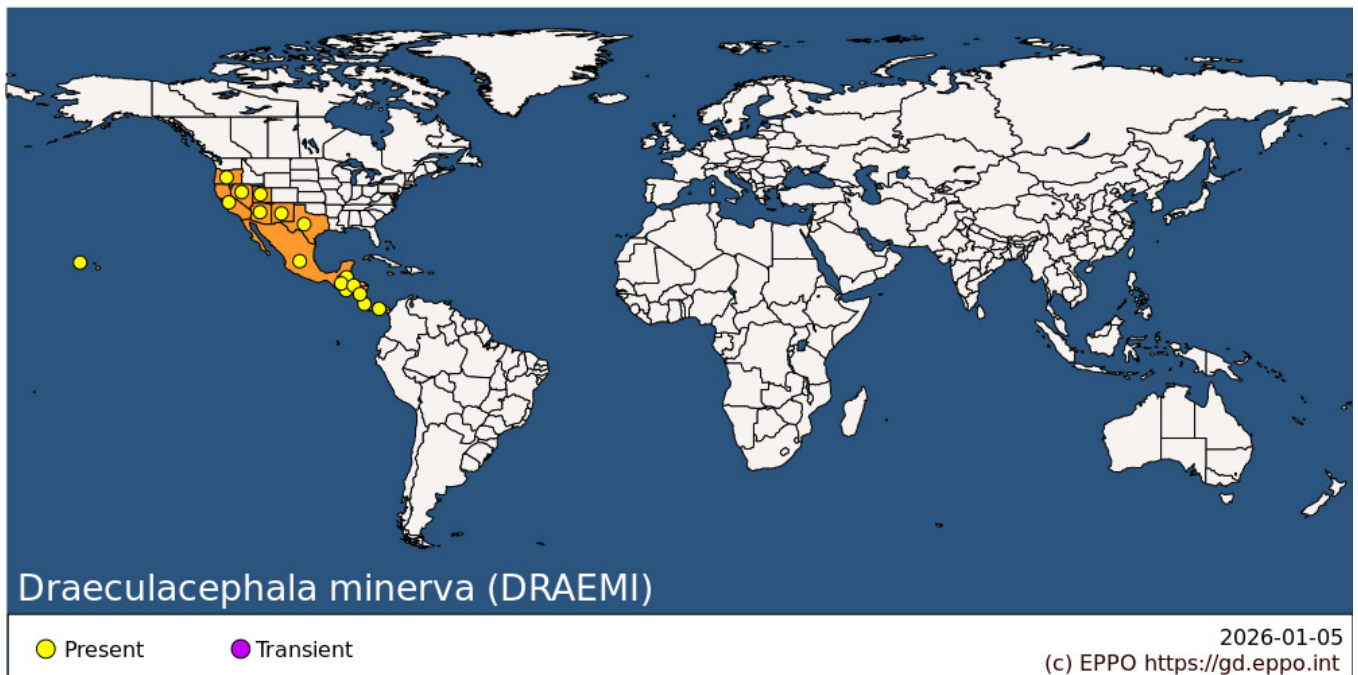 Draeculacephala minerva (DRAEMI)
Present
Transient
2026-01-05
(c) EPPO https://gd.eppo.int